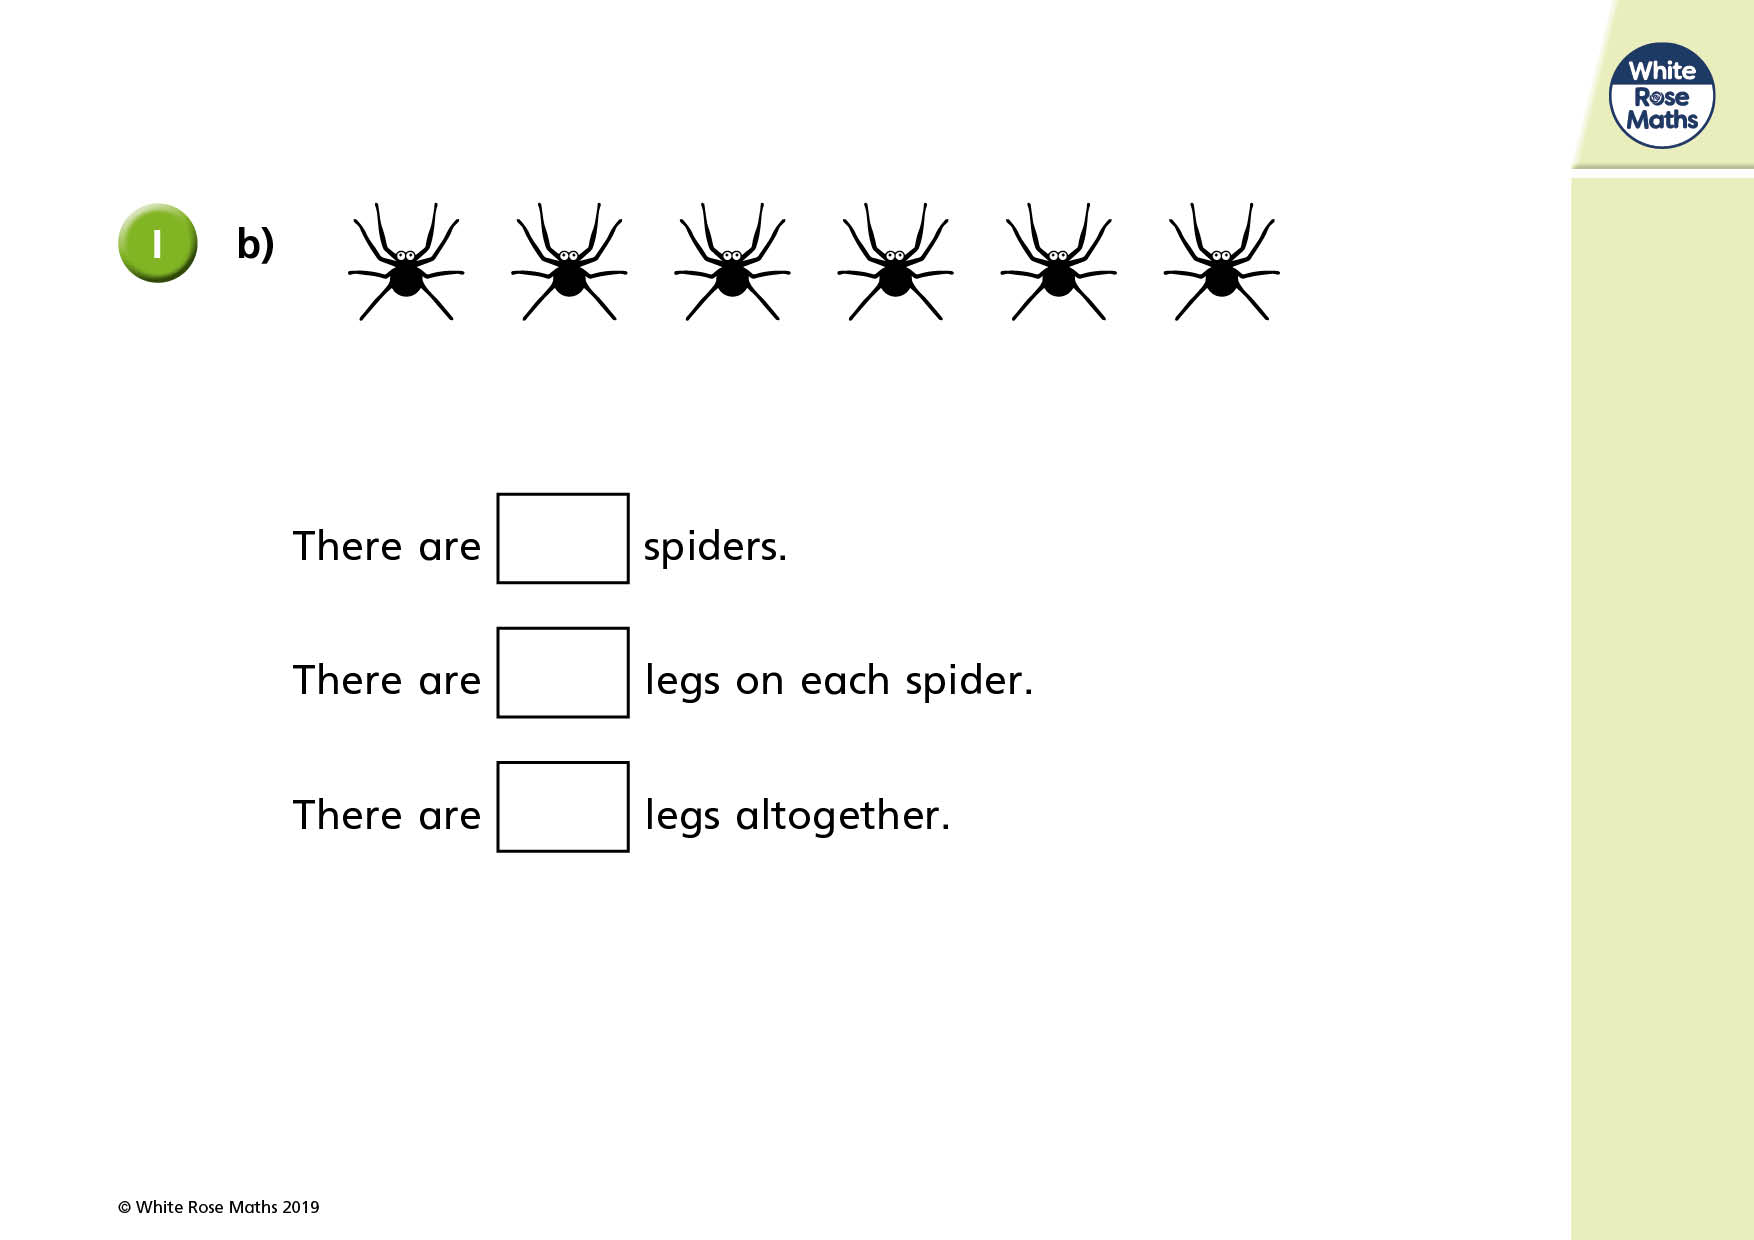 White
Rose
Maths
1 b)
There are spiders.
There are legs on each spider.
There are legs altogether.
© White Rose Maths 2019